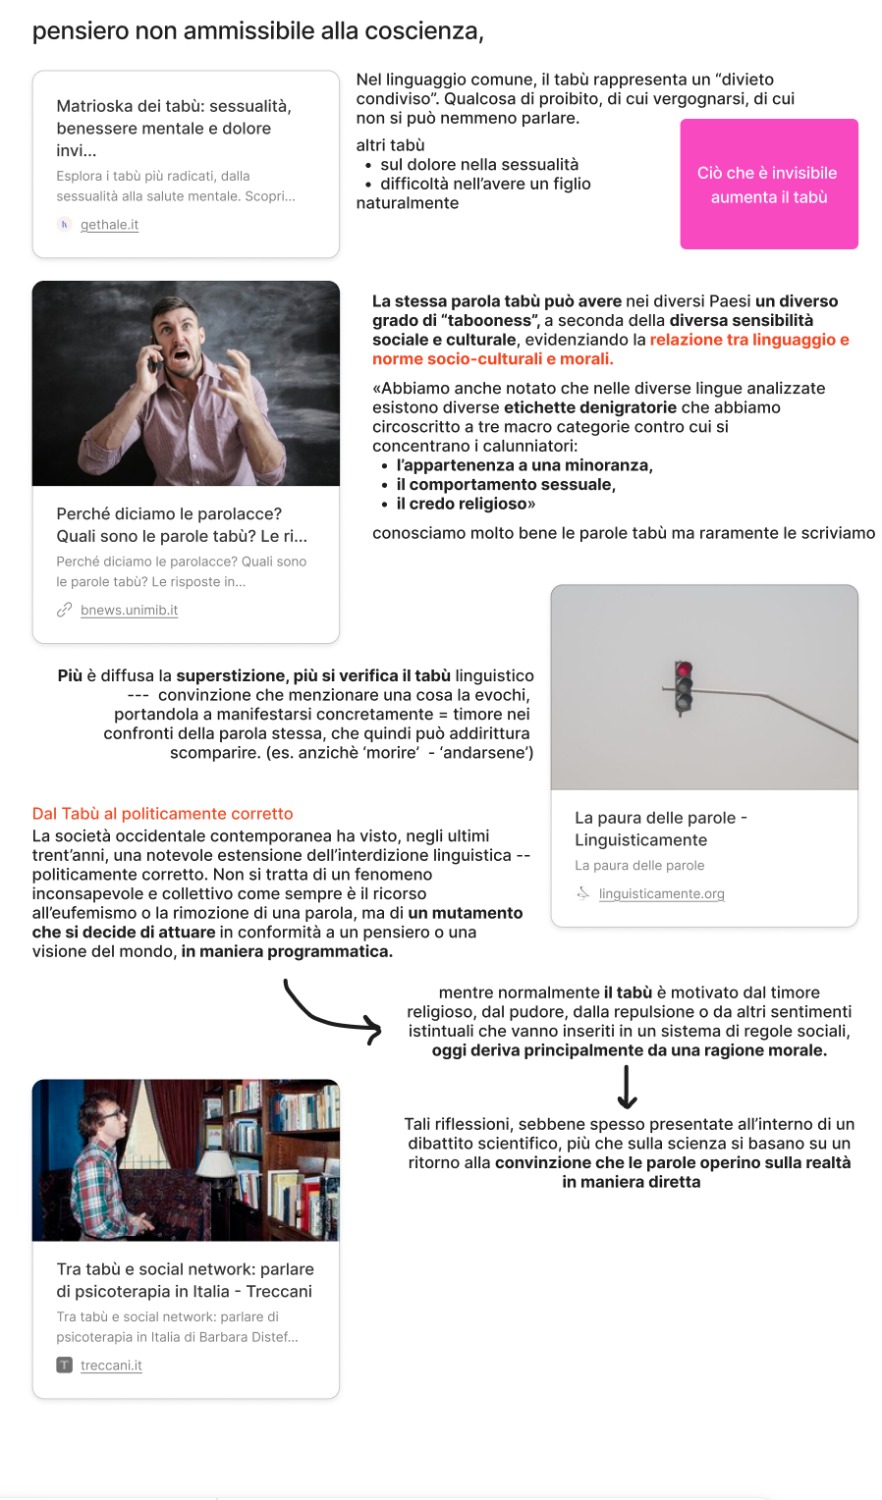 pensiero non ammissibile alla coscienza,
Matrioska dei tabù: sessualità,
benessere mentale e dolore
invi...
Esplora i tabù più radicati, dalla
sessualità alla salute mentale. Scopri...
h gethale.it
Nel linguaggio comune, il tabù rappresenta un “divieto
condiviso”. Qualcosa di proibito, di cui vergognarsi, di cui
non si può nemmeno parlare.
altri tabù
• sul dolore nella sessualità
• difficoltà nell’avere un figlio
naturalmente
Ciò che è invisibile
aumenta il tabù
La stessa parola tabù può avere nei diversi Paesi un diverso
grado di “tabooness”, a seconda della diversa sensibilità
sociale e culturale, evidenziando la relazione tra linguaggio e
norme socio-culturali e morali.
«Abbiamo anche notato che nelle diverse lingue analizzate
esistono diverse etichette denigratorie che abbiamo
circoscritto a tre macro categorie contro cui si
concentrano i calunniatori:
• l’appartenenza a una minoranza,
• il comportamento sessuale,
• il credo religioso»
conosciamo molto bene le parole tabù ma raramente le scriviamo
Perché diciamo le parolacce?
Quali sono le parole tabù? Le ri...
Perché diciamo le parolacce? Quali sono
le parole tabù? Le risposte in...
bnews.unimib.it
Più è diffusa la superstizione, più si verifica il tabù linguistico
--- convinzione che menzionare una cosa la evochi,
portandola a manifestarsi concretamente = timore nei
confronti della parola stessa, che quindi può addirittura
scomparire. (es. anzichè ‘morire’ - ‘andarsene’)
La paura delle parole -
Linguisticamente
La paura delle parole
linguisticamente.org
Dal Tabù al politicamente corretto
La società occidentale contemporanea ha visto, negli ultimi
trent’anni, una notevole estensione dell’interdizione linguistica --
politicamente corretto. Non si tratta di un fenomeno
inconsapevole e collettivo come sempre è il ricorso
all’eufemismo o la rimozione di una parola, ma di un mutamento
che si decide di attuare in conformità a un pensiero o una
visione del mondo, in maniera programmatica.
mentre normalmente il tabù è motivato dal timore
religioso, dal pudore, dalla repulsione o da altri sentimenti
istintuali che vanno inseriti in un sistema di regole sociali,
oggi deriva principalmente da una ragione morale.
Tali riflessioni, sebbene spesso presentate all’interno di un
dibattito scientifico, più che sulla scienza si basano su un
ritorno alla convinzione che le parole operino sulla realtà
in maniera diretta
Tra tabù e social network: parlare
di psicoterapia in Italia - Treccani
Tra tabù e social network: parlare di
psicoterapia in Italia di Barbara Distef...
T treccani.it